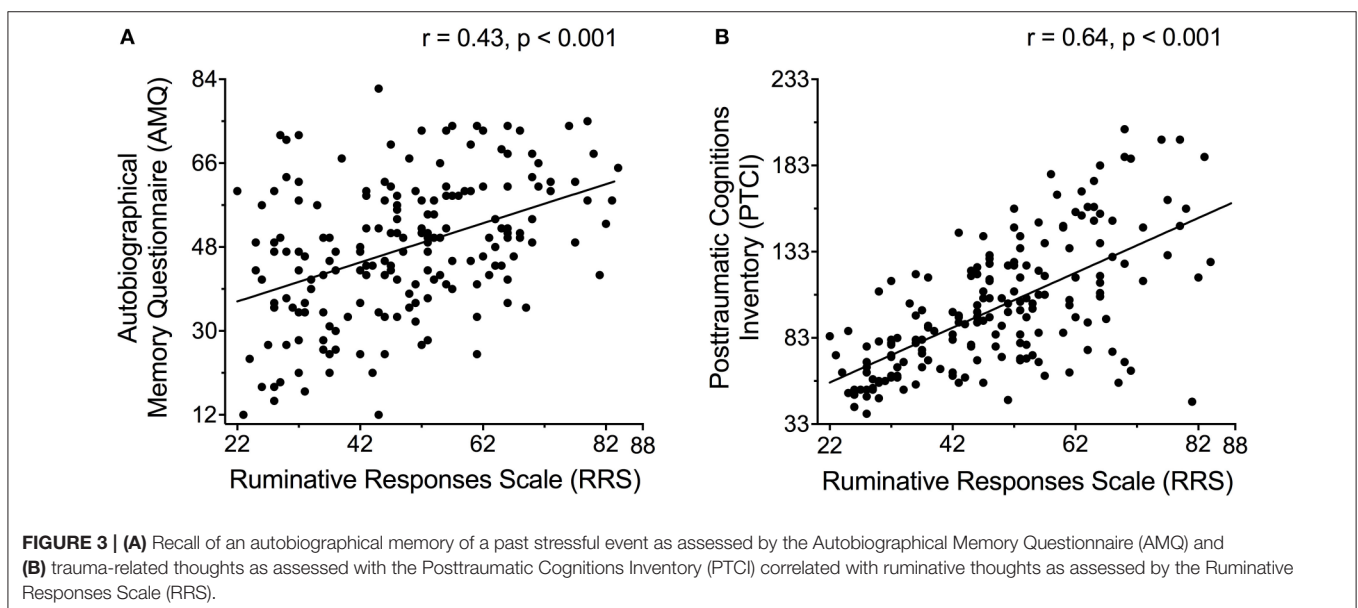 A
r = 0.43, p < 0.001
Autobiographical
Memory Questionnaire (AMQ)
84
66
48
30
12
22 42 62 82 88
Ruminative Responses Scale (RRS)
B
r = 0.64, p < 0.001
Posttraumatic Cognitions
Inventory (PTCI)
233
183
133
83
33
22 42 62 82 88
Ruminative Responses Scale (RRS)
FIGURE 3 | (A) Recall of an autobiographical memory of a past stressful event as assessed by the Autobiographical Memory Questionnaire (AMQ) and
(B) trauma-related thoughts as assessed with the Posttraumatic Cognitions Inventory (PTCI) correlated with ruminative thoughts as assessed by the Ruminative
Responses Scale (RRS).